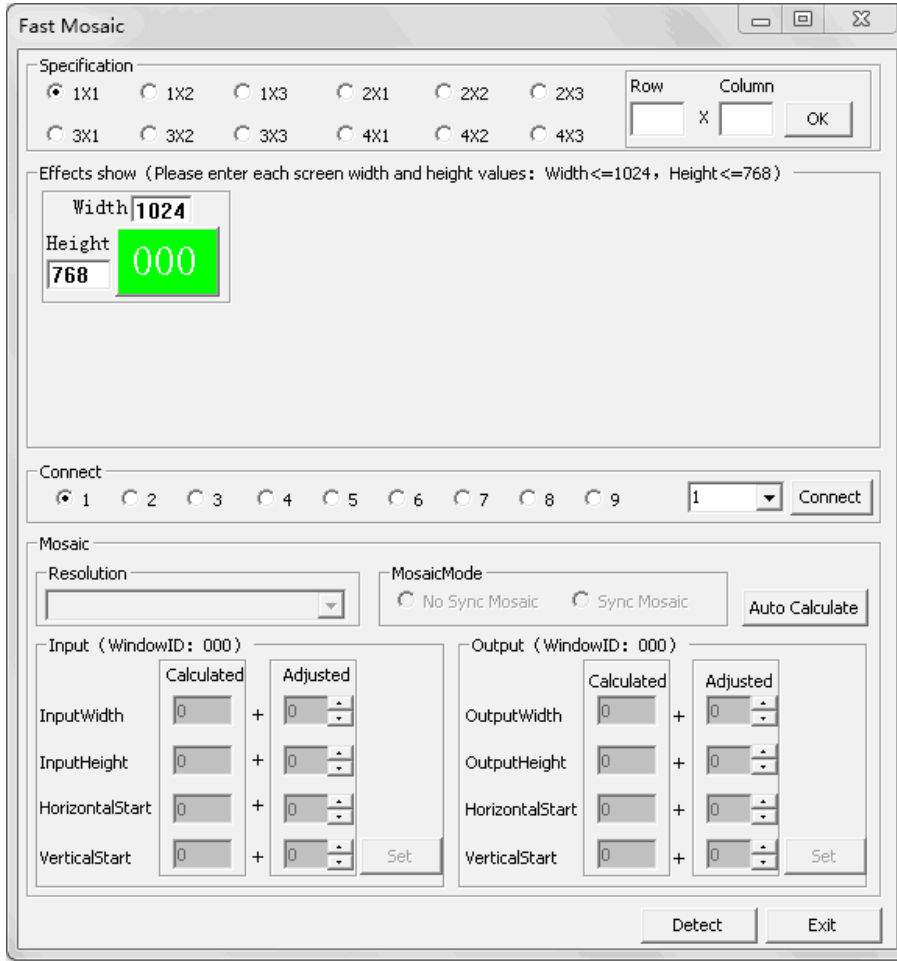 Fast Mosaic
Specification
1X1 1X2 1X3 2X1 2X2 2X3
3X1 3X2 3X3 4X1 4X2 4X3
Row Column
X OK
Effects show (Please enter each screen width and height values: Width<=1024, Height<=768)
Width 1024
Height
768
000
Connect
1 2 3 4 5 6 7 8 9 1 Connect
Mosaic
Resolution
MosaicMode
No Sync Mosaic Sync Mosaic
Auto Calculate
Input (WindowID: 000)
Calculated Adjusted
InputWidth 0 + 0
InputHeight 0 + 0
HorizontalStart 0 + 0
VerticalStart 0 + 0 Set
Output (WindowID: 000)
Calculated Adjusted
OutputWidth 0 + 0
OutputHeight 0 + 0
HorizontalStart 0 + 0
VerticalStart 0 + 0 Set
Detect Exit